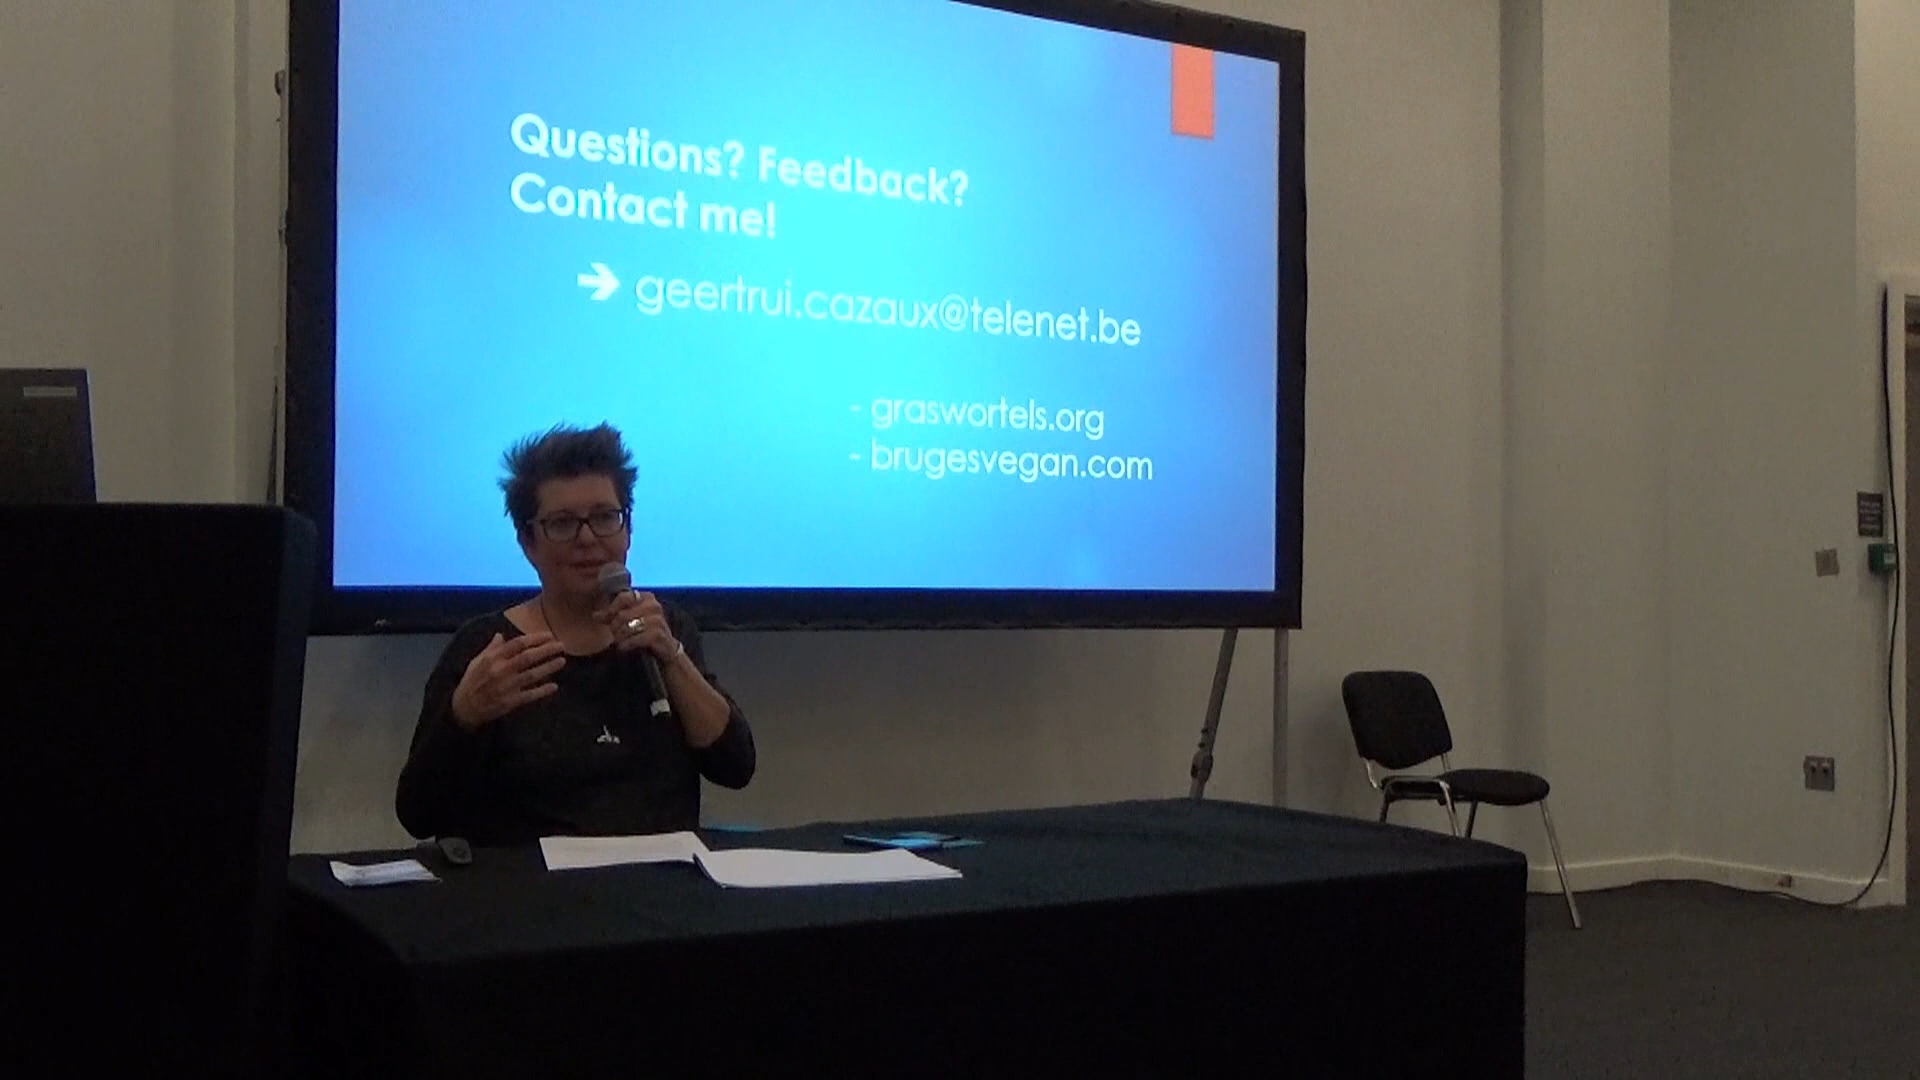 Questions? Feedback?
Contact me!
➔ geertrui.cazaux@telenet.be
- graswortels.org
- brugesvegan.com